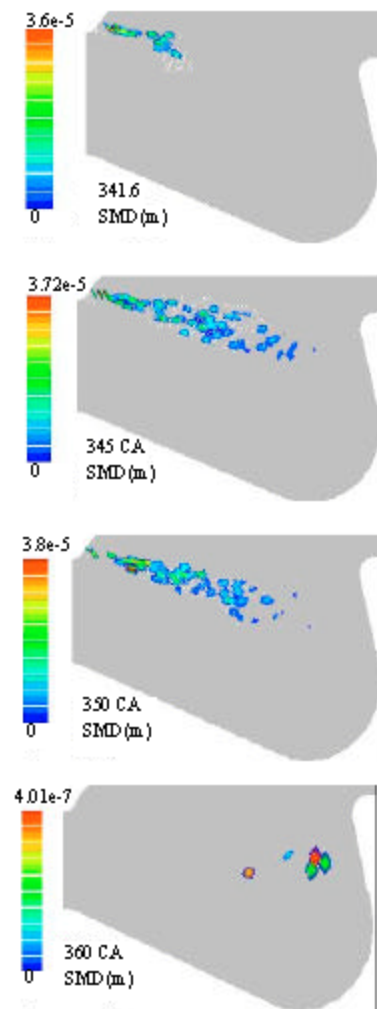 3.6e-5
0
341.6
SMD(m)
3.72e-5
0
345 CA
SMD(m)
3.8e-5
0
350 CA
SMD(m)
4.01e-7
0
360 CA
SMD(m)